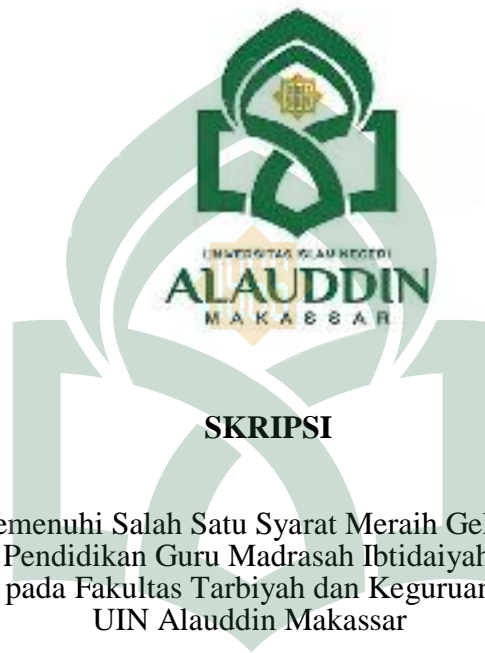 UNIVERSITAS ISLAM NEGERI
ALAUDDIN
MAKASSAR
SKRIPSI
emenuhi Salah Satu Syarat Meraih Gel
Pendidikan Guru Madrasah Ibtidaiyah
pada Fakultas Tarbiyah dan Keguruan
UIN Alauddin Makassar